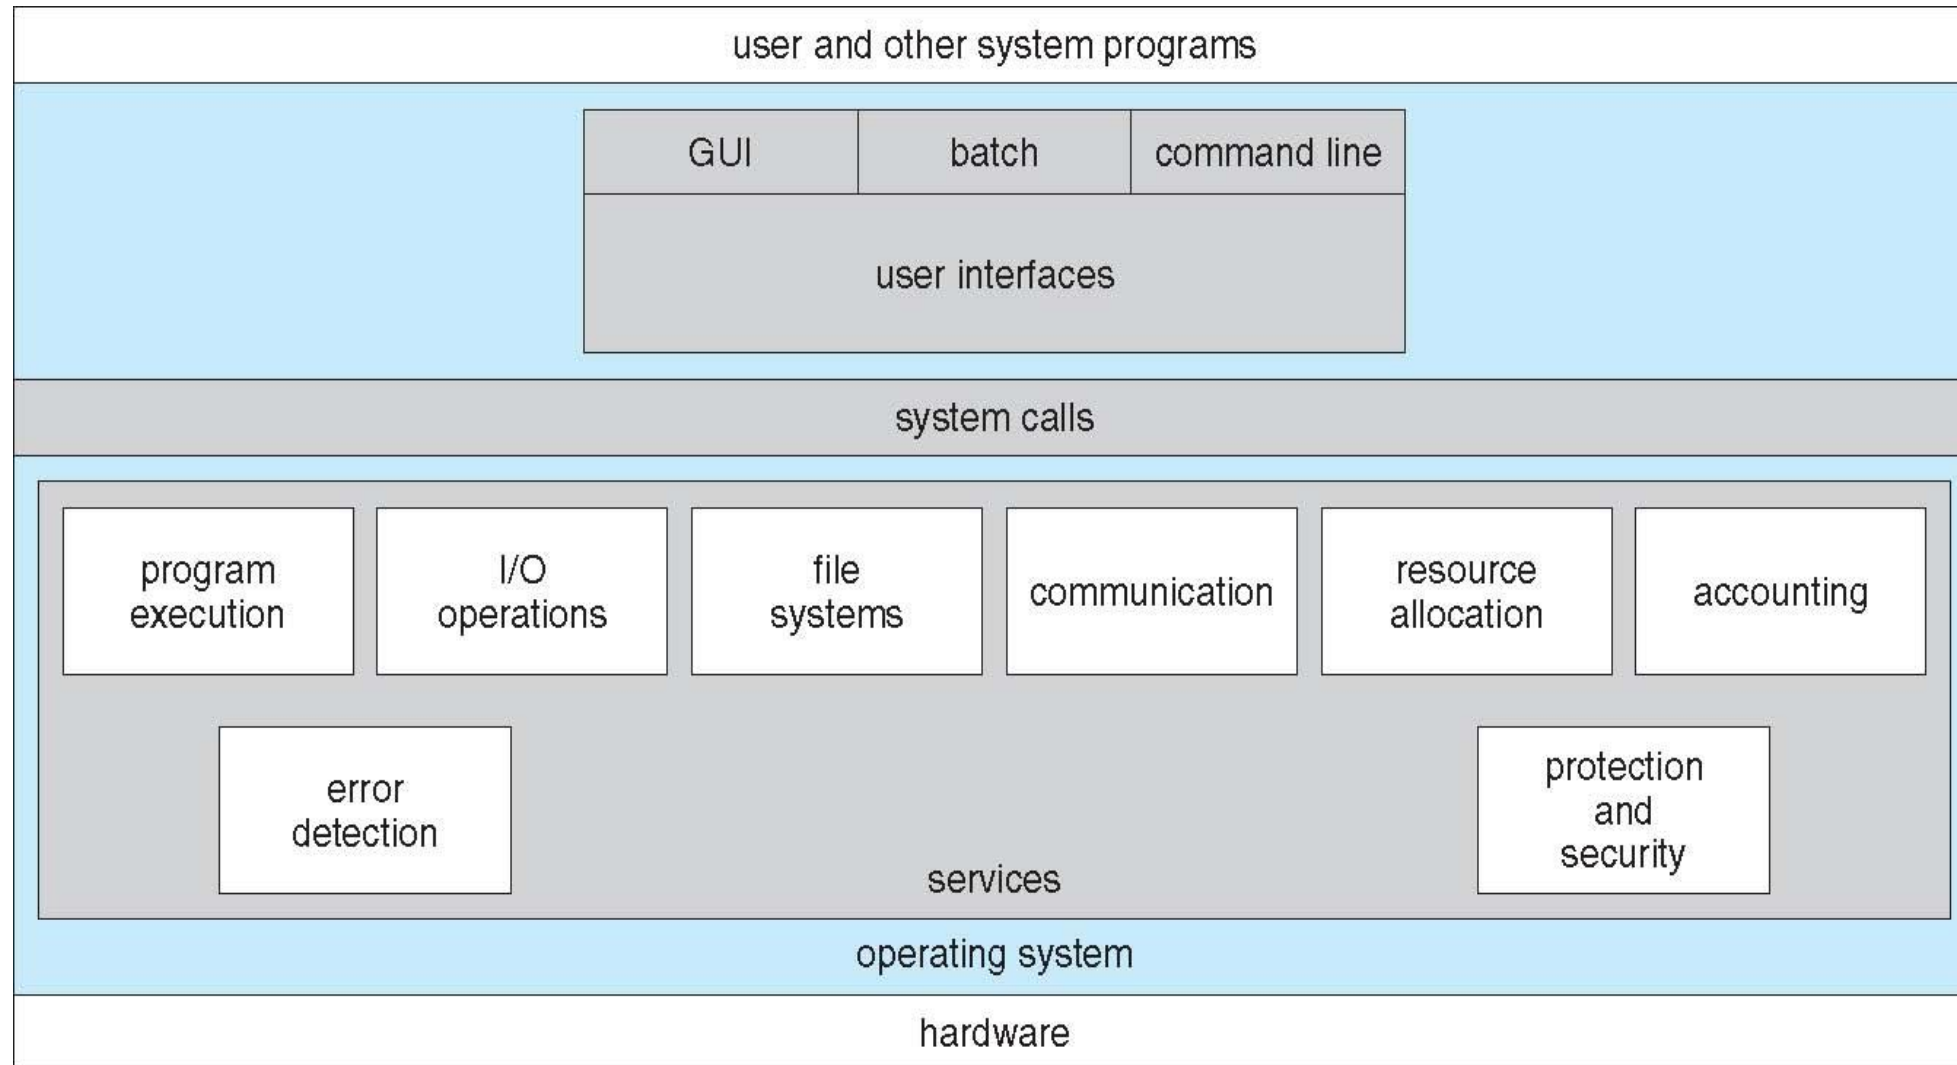 user and other system programs
GUI
batch
command line
user interfaces
system calls
program
execution
I/O
operations
file
systems
communication
resource
allocation
accounting
error
detection
protection
and
security
services
operating system
hardware